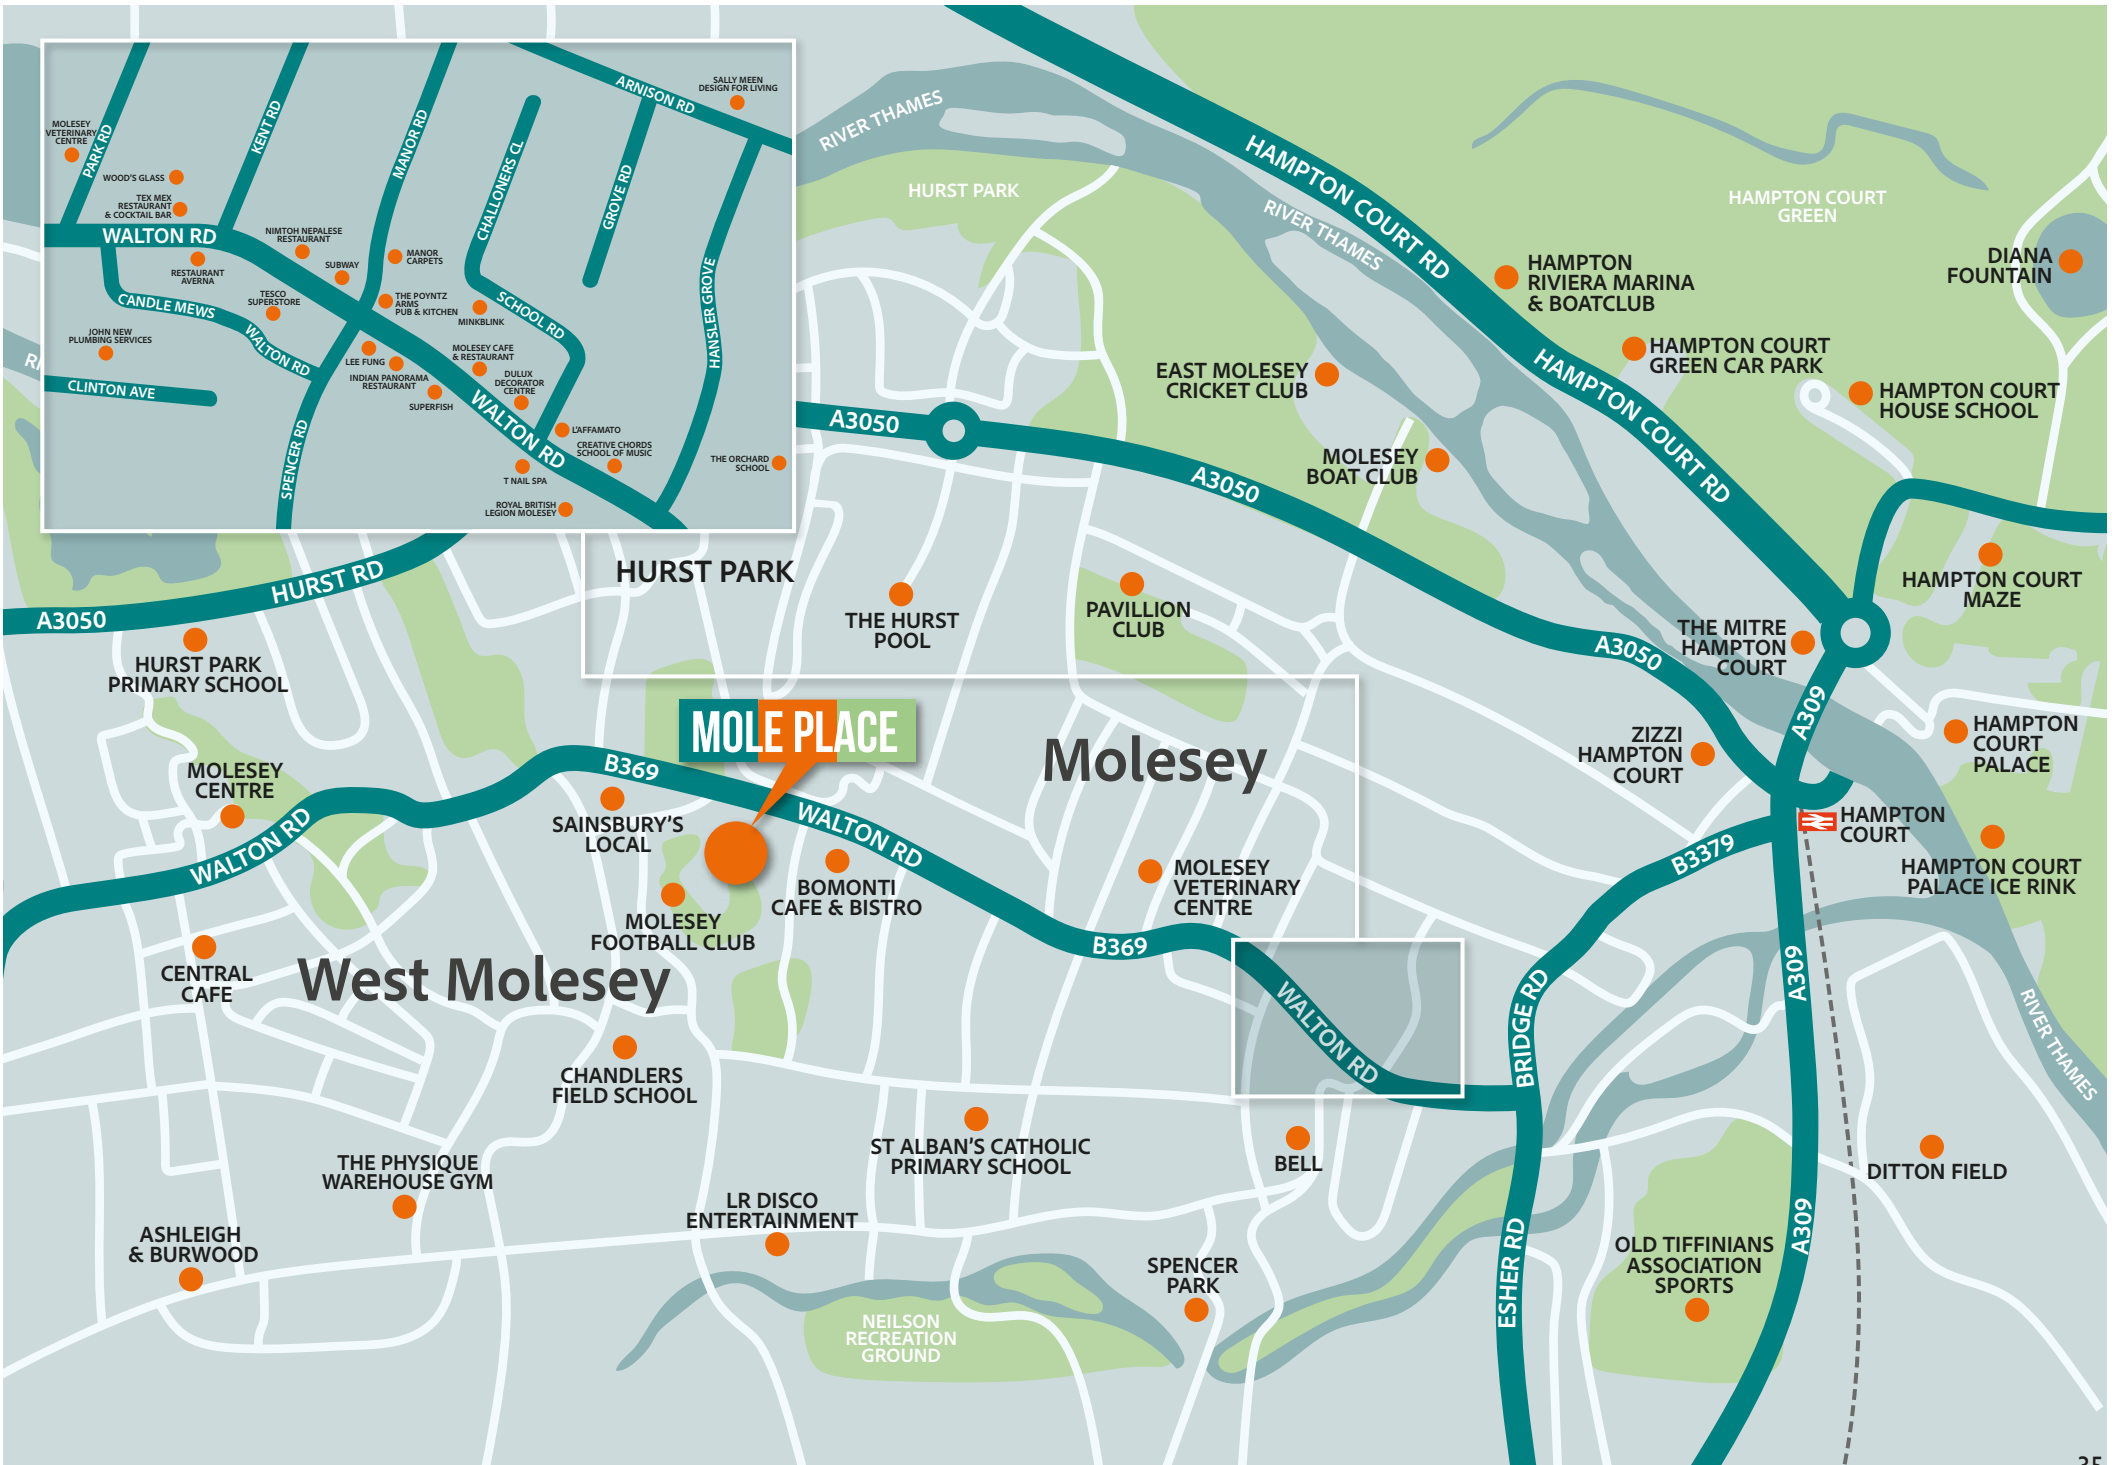 SALLY MEEN
DESIGN FOR LIVING
ARNISON RD
MOLESEY
VETERINARY
CENTRE
PARK RD
KENT RD
MANOR RD
CHALLONERS CL
GROVE RD
WOOD'S GLASS
TEX MEX
RESTAURANT
& COCKTAIL BAR
WALTON RD
NIMTOH NEPALESE
RESTAURANT
SUBWAY
MANOR
CARPETS
RESTAURANT
AVERNA
TESCO
SUPERSTORE
CANDLE MEWS
WALTON RD
THE POYNTZ
ARMS
PUB & KITCHEN
MINKBLINK
SCHOOL RD
HANSLER GROVE
JOHN NEW
PLUMBING SERVICES
CLINTON AVE
LEE FUNG
INDIAN PANORAMA
RESTAURANT
SUPERFISH
MOLESEY CAFE
& RESTAURANT
DULUX
DECORATOR
CENTRE
WALTON RD
L'AFFAMATO
CREATIVE CHORDS
SCHOOL OF MUSIC
T NAIL SPA
ROYAL BRITISH
LEGION MOLESEY
THE ORCHARD
SCHOOL
SPENCER RD
RIVER THAMES
HURST PARK
HAMPTON COURT RD
RIVER THAMES
HAMPTON COURT
GREEN
DIANA
FOUNTAIN
HAMPTON
RIVIERA MARINA
& BOATCLUB
HAMPTON COURT
GREEN CAR PARK
HAMPTON COURT
HOUSE SCHOOL
HAMPTON COURT RD
EAST MOLESEY
CRICKET CLUB
MOLESEY
BOAT CLUB
A3050
A3050
HURST PARK
HURST RD
A3050
HURST PARK
PRIMARY SCHOOL
THE HURST
POOL
PAVILLION
CLUB
A3050
THE MITRE
HAMPTON
COURT
HAMPTON COURT
MAZE
A309
HAMPTON
COURT
PALACE
ZIZZI
HAMPTON
COURT
MOLE PLACE
Molesey
MOLESEY
CENTRE
WALTON RD
B369
SAINSBURY'S
LOCAL
WALTON RD
BOMONTI
CAFE & BISTRO
MOLESEY
FOOTBALL CLUB
MOLESEY
VETERINARY
CENTRE
B3379
HAMPTON
COURT
HAMPTON COURT
PALACE ICE RINK
CENTRAL
CAFE
West Molesey
B369
WALTON RD
BRIDGE RD
A309
RIVER THAMES
CHANDLERS
FIELD SCHOOL
ST ALBAN'S CATHOLIC
PRIMARY SCHOOL
BELL
DITTON FIELD
THE PHYSIQUE
WAREHOUSE GYM
LR DISCO
ENTERTAINMENT
ASHLEIGH
& BURWOOD
SPENCER
PARK
ESHER RD
A309
OLD TIFFINIANS
ASSOCIATION
SPORTS
NEILSON
RECREATION
GROUND